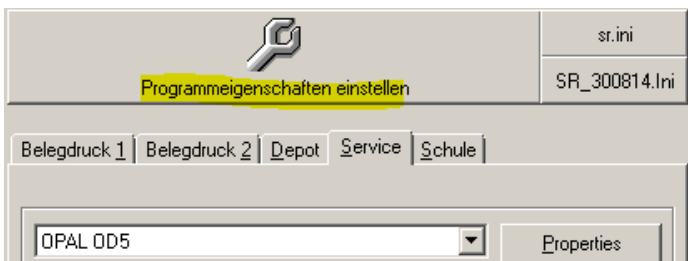 sr.ini
Programmeigenschaften einstellen
SR_300814.Ini
Belegdruck 1 Belegdruck 2 Depot Service Schule
OPAL OD5 Properties